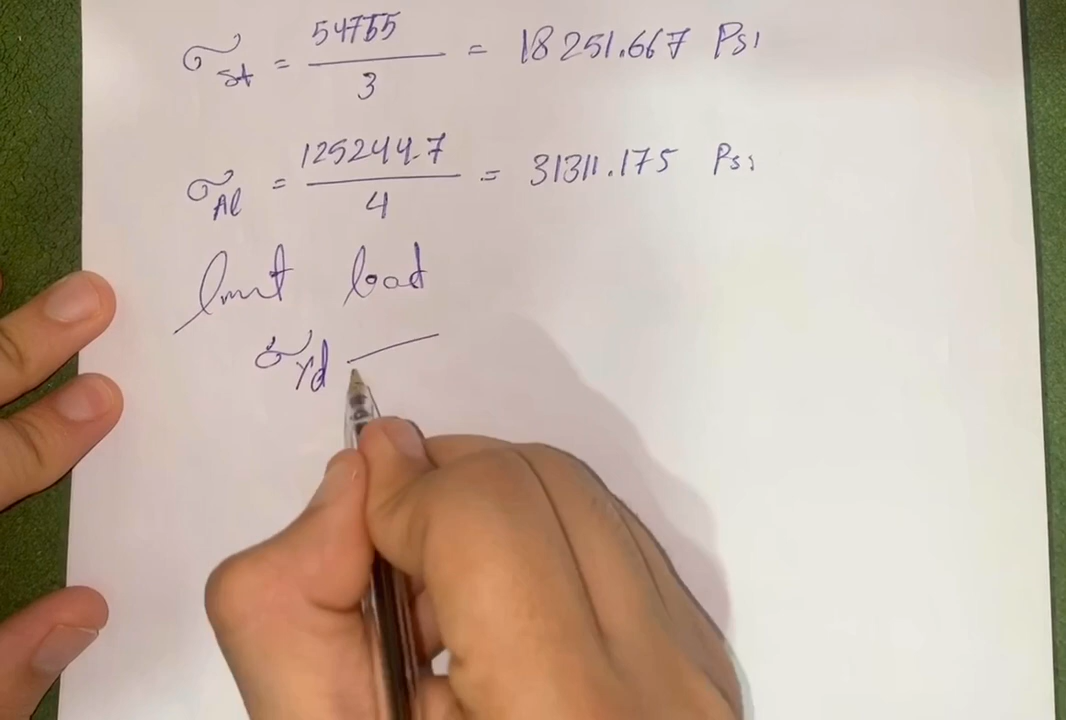 σst = 54755 / 3 = 18251.667 Psi
σAl = 125244.7 / 4 = 31311.175 Psi
limit load
σyd